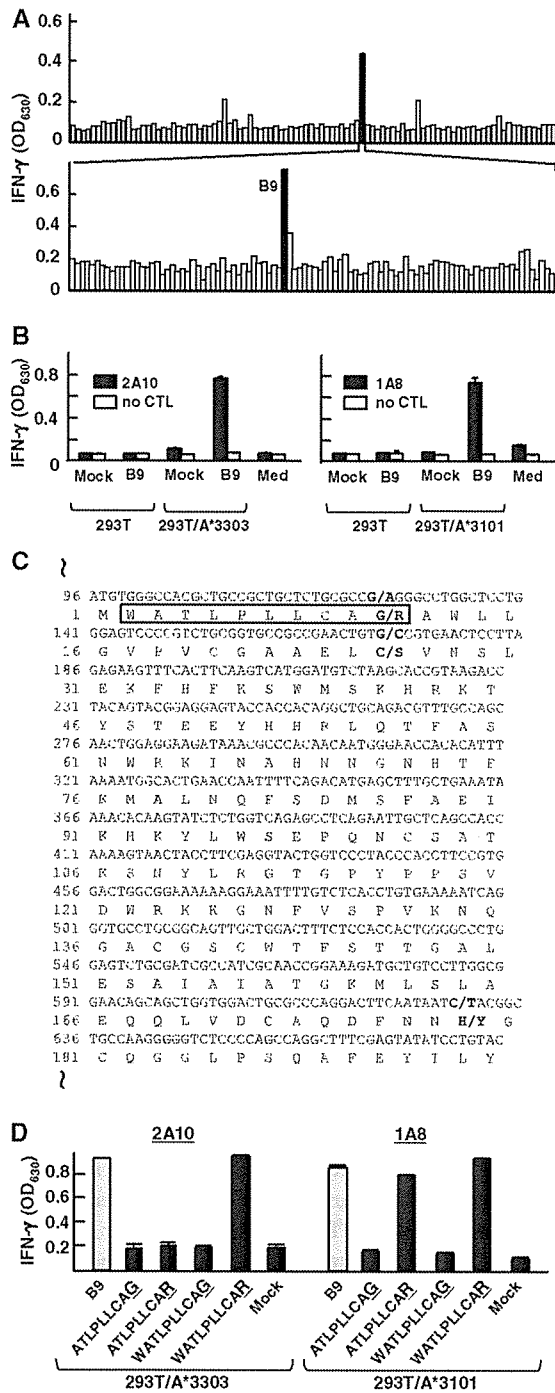 A
IFN-γ (OD630)
0.6
0.4
0.2
0
0.6
0.4
0.2
0
B9
B
IFN-γ (OD630)
0.8
0.4
0
2A10
no CTL
1A8
no CTL
Mock B9 Mock B9 Med
Mock B9 Mock B9 Med
293T 293T/A*3303
293T 293T/A*3101
C
96 ATGTGGGCCACGCTGCCGCTGCTCTGCGCCG/AGGGCCTGGCTCCTG
1 M W A T L P L L C A G/R A W L L
141 GGAGTCCCCGTCTGCGGTGCCGCCGAACTGTG/CCGTGAACTCCTTA
16 G V P V C G A A E L C/S V N S L
186 GAGAAGTTTCACTTCAAGTCATGGATGTCTAAGCACCGTAAGACC
31 E K F H F K S W M S K H R K T
231 TACAGTACGGAGGAGTACCACCACAGGCTGCAGACGTTTGCCAGC
46 Y S T E E Y H H R L Q T F A S
276 AACTGGAGGAAGATAAACGCCCACAACAATGGGAACCACACATTT
61 N W R K I N A H N N G N H T F
321 AAAATGGCACTGAACCAATTTTCAGACATGAGCTTTGCTGAAATA
76 K M A L N Q F S D M S F A E I
366 AAACACAAGTATCTCTGGTCAGAGCCTCAGAATTGCTCAGCCACC
91 K H K Y L W S E P Q N C S A T
411 AAAAGTAACTACCTTCGAGGTACTGGTCCCTACCCACCTTCCGTG
106 K S N Y L R G T G P Y P P S V
456 GACTGGCGGAAAAAAGGAAATTTTGTCTCACCTGTGAAAAATCAG
121 D W R K K G N F V S P V K N Q
501 GGTGCCTGCGGCAGTTGCTGGACTTTCTCCACCACTGGGGCCCTG
136 G A C G S C W T F S T T G A L
546 GAGTCTGCGATCGCCATCGCAACCGGAAAGATGCTGTCCTTGGCG
151 E S A I A I A T G K M L S L A
591 GAACAGCAGCTGGTGGACTGCGCCCAGGACTTCAATAATC/TACGGC
166 E Q Q L V D C A Q D F N N H/Y G
636 TGCCAAGGGGGTCTCCCCAGCCAGGCTTTCGAGTATATCCTGTAC
181 C Q G G L P S Q A F E Y I L Y
D
2A10 1A8
IFN-γ (OD630)
0.8
0.6
0.4
0.2
B9 ATLPLLCAG ATLPLLCAR WATLPLLCAG WATLPLLCAR Mock
B9 ATLPLLCAG ATLPLLCAR WATLPLLCAG WATLPLLCAR Mock
293T/A*3303 293T/A*3101